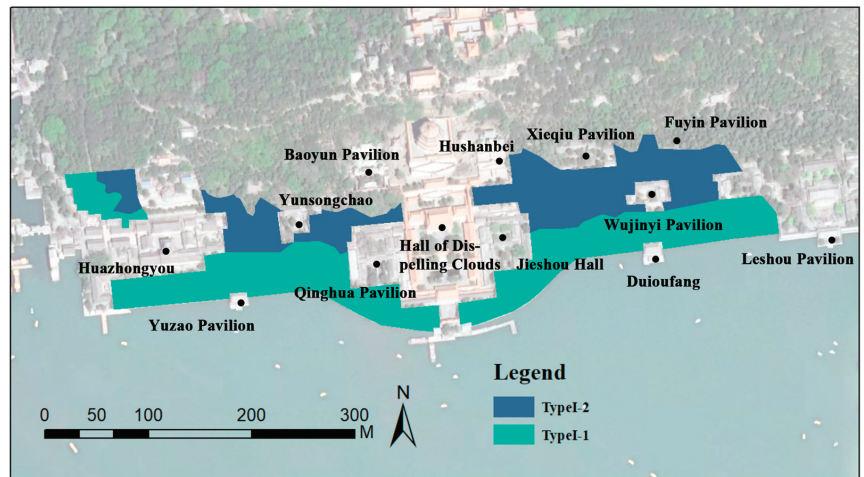 Fuyin Pavilion
Xieqiu Pavilion
Hushanbei
Baoyun Pavilion
Yunsongchao
Wujinyi Pavilion
Hall of Dis-
pelling Clouds
Huazhongyou
Jieshou Hall
Leshou Pavilion
Duioufang
Qinghua Pavilion
Yuzao Pavilion
Legend
TypeI-2
TypeI-1
N
0 50 100 200 300
M